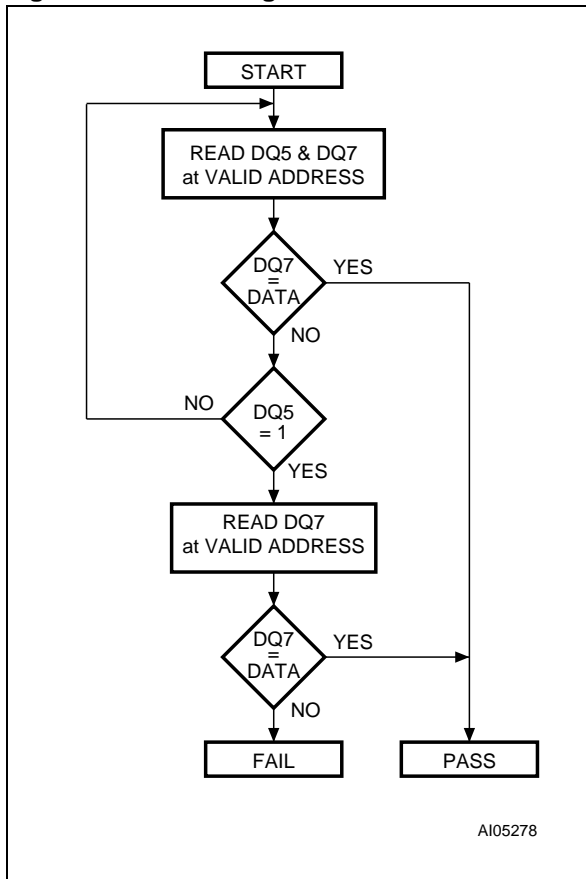 START
READ DQ5 & DQ7
at VALID ADDRESS
DQ7
=
DATA
YES
NO
DQ5
= 1
NO
YES
READ DQ7
at VALID ADDRESS
DQ7
=
DATA
YES
NO
FAIL
PASS
AI05278